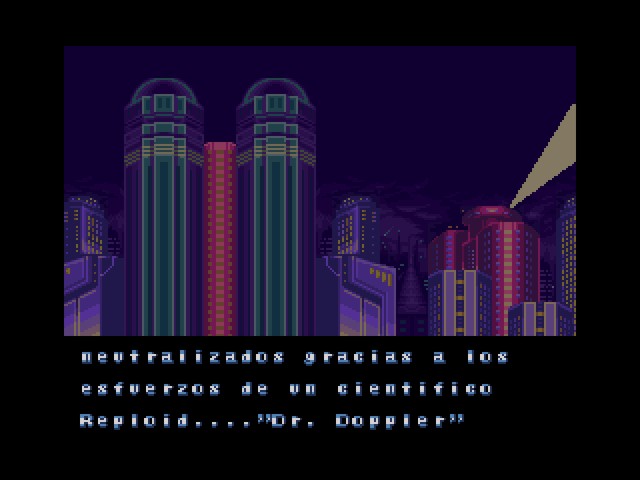 neutralizados gracias a los
esfuerzos de un cientifico
Reploid....”Dr. Doppler”